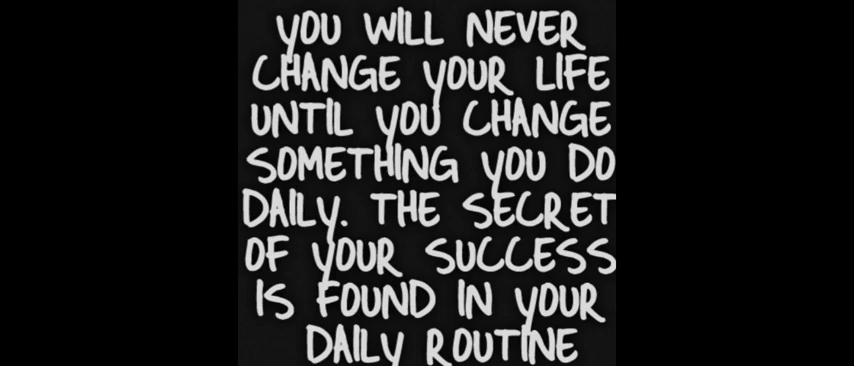 YOU WILL NEVER
CHANGE YOUR LIFE
UNTIL YOU CHANGE
SOMETHING YOU DO
DAILY. THE SECRET
OF YOUR SUCCESS
IS FOUND IN YOUR
DAILY ROUTINE